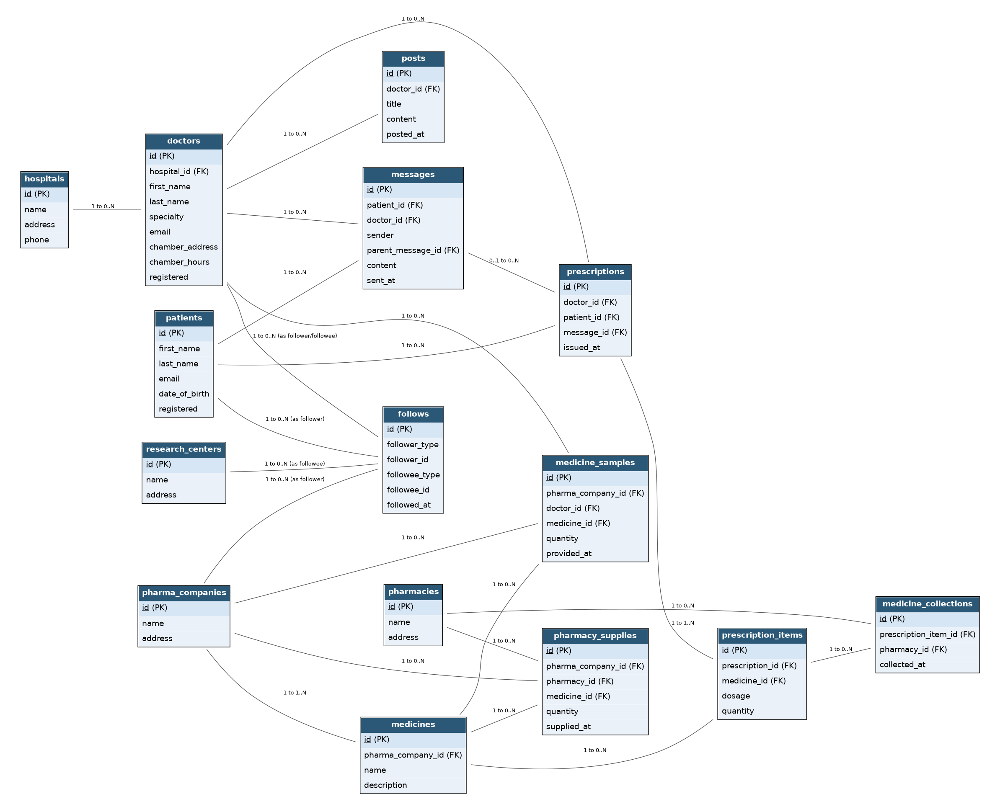 1 to 0..N
posts
id (PK)
doctor_id (FK)
title
content
posted_at
1 to 0..N
doctors
id (PK)
hospital_id (FK)
first_name
last_name
specialty
email
chamber_address
chamber_hours
registered
hospitals
id (PK)
name
address
phone
1 to 0..N
messages
id (PK)
patient_id (FK)
doctor_id (FK)
sender
parent_message_id (FK)
content
sent_at
1 to 0..N
1 to 0..N
0..1 to 0..N
prescriptions
id (PK)
doctor_id (FK)
patient_id (FK)
message_id (FK)
issued_at
patients
id (PK)
first_name
last_name
email
date_of_birth
registered
1 to 0..N
1 to 0..N (as follower/followee)
1 to 0..N
1 to 0..N (as follower)
follows
id (PK)
follower_type
follower_id
followee_type
followee_id
followed_at
research_centers
id (PK)
name
address
1 to 0..N (as followee)
1 to 0..N (as follower)
medicine_samples
id (PK)
pharma_company_id (FK)
doctor_id (FK)
medicine_id (FK)
quantity
provided_at
1 to 0..N
pharma_companies
id (PK)
name
address
pharmacies
id (PK)
name
address
1 to 0..N
1 to 0..N
1 to 1..N
medicine_collections
id (PK)
prescription_item_id (FK)
pharmacy_id (FK)
collected_at
1 to 0..N
pharmacy_supplies
id (PK)
pharma_company_id (FK)
pharmacy_id (FK)
medicine_id (FK)
quantity
supplied_at
prescription_items
id (PK)
prescription_id (FK)
medicine_id (FK)
dosage
quantity
1 to 0..N
1 to 0..N
1 to 1..N
1 to 0..N
medicines
id (PK)
pharma_company_id (FK)
name
description
1 to 0..N